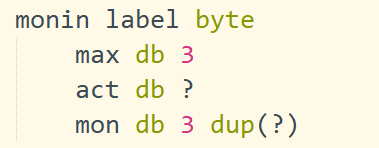 monin label byte
max db 3
act db ?
mon db 3 dup(?)